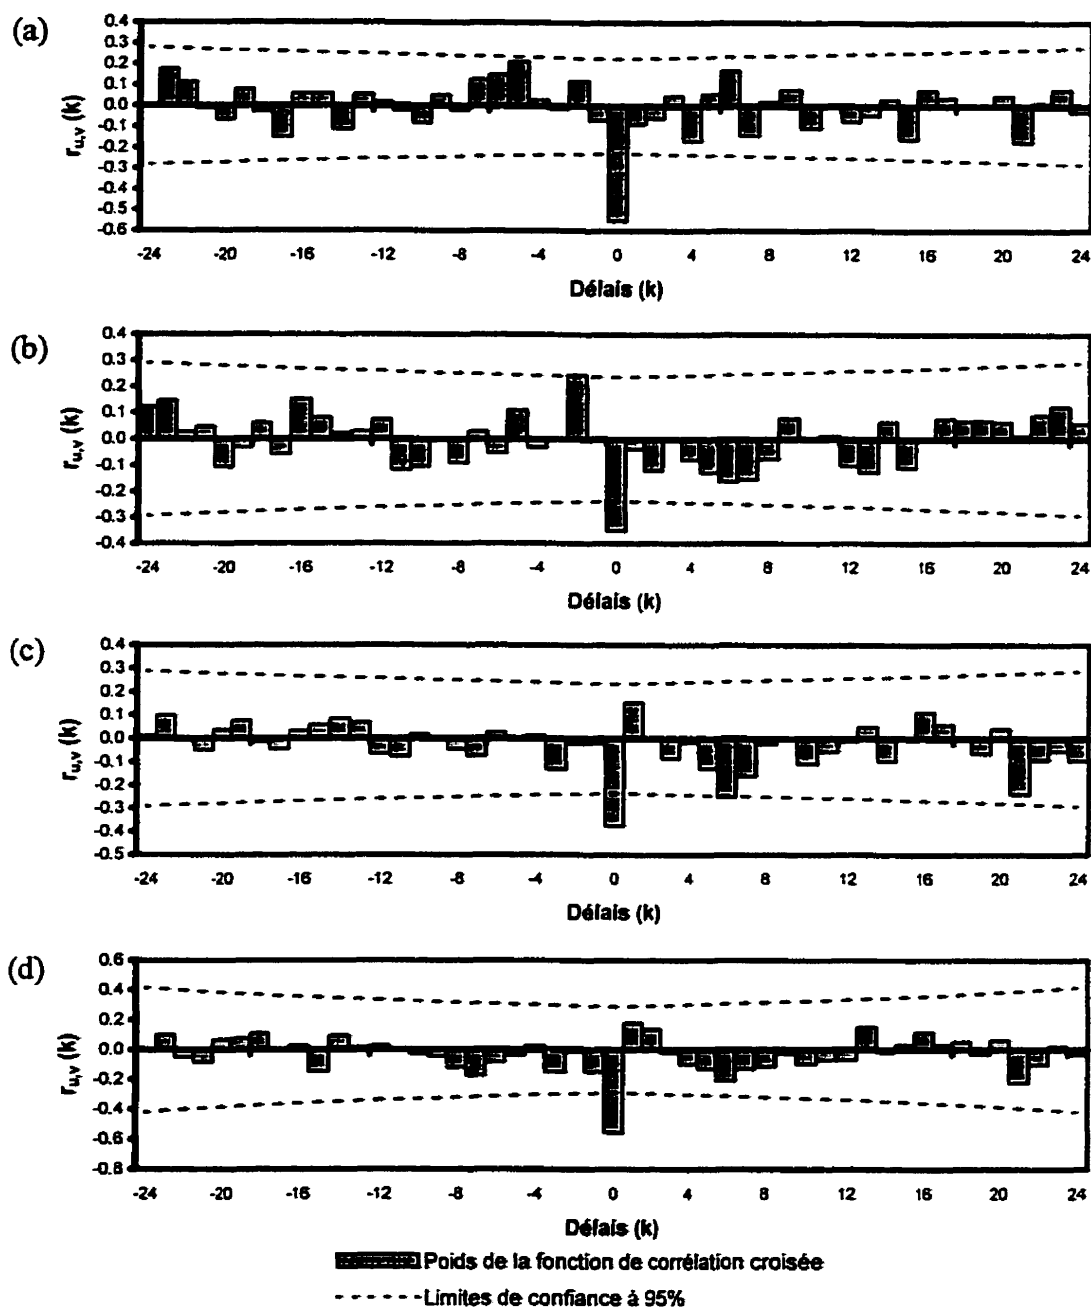 (a)
r u,v (k)
0.4
0.3
0.2
0.1
0.0
-0.1
-0.2
-0.3
-0.4
-0.5
-0.6
-24 -20 -16 -12 -8 -4 0 4 8 12 16 20 24
Délais (k)
(b)
r u,v (k)
0.4
0.3
0.2
0.1
0.0
-0.1
-0.2
-0.3
-0.4
-24 -20 -16 -12 -8 -4 0 4 8 12 16 20 24
Délais (k)
(c)
r u,v (k)
0.4
0.3
0.2
0.1
0.0
-0.1
-0.2
-0.3
-0.4
-0.5
-24 -20 -16 -12 -8 -4 0 4 8 12 16 20 24
Délais (k)
(d)
r u,v (k)
0.6
0.4
0.2
0.0
-0.2
-0.4
-0.6
-0.8
-24 -20 -16 -12 -8 -4 0 4 8 12 16 20 24
Délais (k)
Poids de la fonction de corrélation croisée
Limites de confiance à 95%